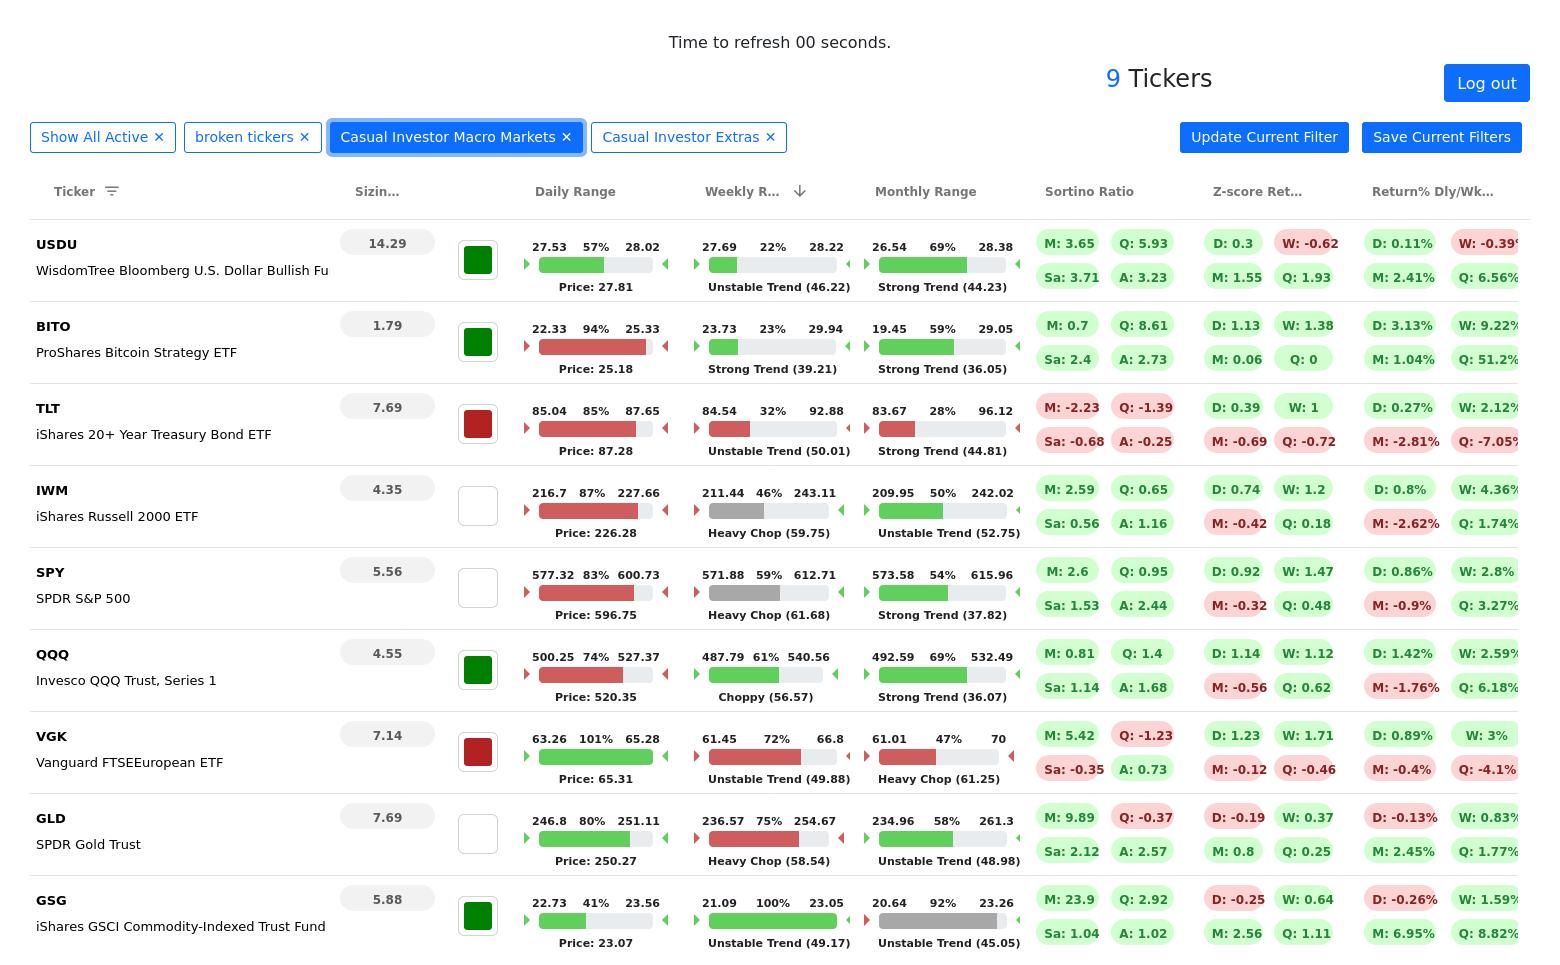 Time to refresh 00 seconds.
9 Tickers
Log out
Show All Active ✕ broken tickers ✕ Casual Investor Macro Markets ✕ Casual Investor Extras ✕ Update Current Filter Save Current Filters
Ticker Sizin… Daily Range Weekly R… Monthly Range Sortino Ratio Z-score Ret… Return% Dly/Wk…
USDU 14.29 27.53 57% 28.02 27.69 22% 28.22 26.54 69% 28.38 M: 3.65 Q: 5.93 D: 0.3 W: -0.62 D: 0.11% W: -0.39%
WisdomTree Bloomberg U.S. Dollar Bullish Fu Sa: 3.71 A: 3.23 M: 1.55 Q: 1.93 M: 2.41% Q: 6.56%
Price: 27.81 Unstable Trend (46.22) Strong Trend (44.23)
BITO 1.79 22.33 94% 25.33 23.73 23% 29.94 19.45 59% 29.05 M: 0.7 Q: 8.61 D: 1.13 W: 1.38 D: 3.13% W: 9.22%
ProShares Bitcoin Strategy ETF Sa: 2.4 A: 2.73 M: 0.06 Q: 0 M: 1.04% Q: 51.2%
Price: 25.18 Strong Trend (39.21) Strong Trend (36.05)
TLT 7.69 85.04 85% 87.65 84.54 32% 92.88 83.67 28% 96.12 M: -2.23 Q: -1.39 D: 0.39 W: 1 D: 0.27% W: 2.12%
iShares 20+ Year Treasury Bond ETF Sa: -0.68 A: -0.25 M: -0.69 Q: -0.72 M: -2.81% Q: -7.05%
Price: 87.28 Unstable Trend (50.01) Strong Trend (44.81)
IWM 4.35 216.7 87% 227.66 211.44 46% 243.11 209.95 50% 242.02 M: 2.59 Q: 0.65 D: 0.74 W: 1.2 D: 0.8% W: 4.36%
iShares Russell 2000 ETF Sa: 0.56 A: 1.16 M: -0.42 Q: 0.18 M: -2.62% Q: 1.74%
Price: 226.28 Heavy Chop (59.75) Unstable Trend (52.75)
SPY 5.56 577.32 83% 600.73 571.88 59% 612.71 573.58 54% 615.96 M: 2.6 Q: 0.95 D: 0.92 W: 1.47 D: 0.86% W: 2.8%
SPDR S&P 500 Sa: 1.53 A: 2.44 M: -0.32 Q: 0.48 M: -0.9% Q: 3.27%
Price: 596.75 Heavy Chop (61.68) Strong Trend (37.82)
QQQ 4.55 500.25 74% 527.37 487.79 61% 540.56 492.59 69% 532.49 M: 0.81 Q: 1.4 D: 1.14 W: 1.12 D: 1.42% W: 2.59%
Invesco QQQ Trust, Series 1 Sa: 1.14 A: 1.68 M: -0.56 Q: 0.62 M: -1.76% Q: 6.18%
Price: 520.35 Choppy (56.57) Strong Trend (36.07)
VGK 7.14 63.26 101% 65.28 61.45 72% 66.8 61.01 47% 70 M: 5.42 Q: -1.23 D: 1.23 W: 1.71 D: 0.89% W: 3%
Vanguard FTSEEuropean ETF Sa: -0.35 A: 0.73 M: -0.12 Q: -0.46 M: -0.4% Q: -4.1%
Price: 65.31 Unstable Trend (49.88) Heavy Chop (61.25)
GLD 7.69 246.8 80% 251.11 236.57 75% 254.67 234.96 58% 261.3 M: 9.89 Q: -0.37 D: -0.19 W: 0.37 D: -0.13% W: 0.83%
SPDR Gold Trust Sa: 2.12 A: 2.57 M: 0.8 Q: 0.25 M: 2.45% Q: 1.77%
Price: 250.27 Heavy Chop (58.54) Unstable Trend (48.98)
GSG 5.88 22.73 41% 23.56 21.09 100% 23.05 20.64 92% 23.26 M: 23.9 Q: 2.92 D: -0.25 W: 0.64 D: -0.26% W: 1.59%
iShares GSCI Commodity-Indexed Trust Fund Sa: 1.04 A: 1.02 M: 2.56 Q: 1.11 M: 6.95% Q: 8.82%
Price: 23.07 Unstable Trend (49.17) Unstable Trend (45.05)